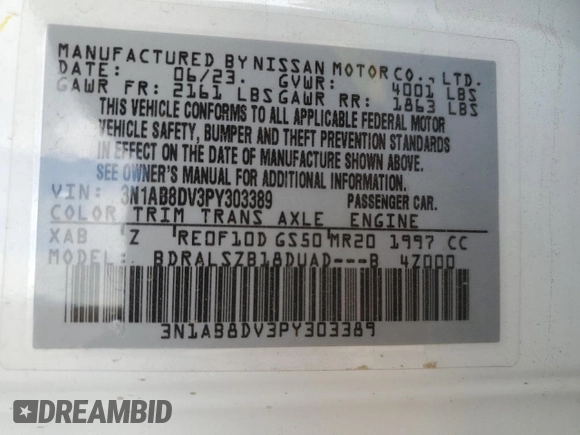 MANUFACTURED BY NISSAN MOTOR CO., LTD.
DATE: 06/23. GVWR: 4001 LBS
GAWR FR: 2161 LBS GAWR RR: 1863 LBS
THIS VEHICLE CONFORMS TO ALL APPLICABLE FEDERAL MOTOR
VEHICLE SAFETY, BUMPER AND THEFT PREVENTION STANDARDS
IN EFFECT ON THE DATE OF MANUFACTURE SHOWN ABOVE.
SEE OWNER'S MANUAL FOR ADDITIONAL INFORMATION.
VIN: 3N1AB8DV3PY303389 PASSENGER CAR.
COLOR TRIM TRANS AXLE ENGINE
XAB Z RE0F10D GS50 MR20 1997 CC
MODEL: BDRALSZB18DUAD---B 4Z000
3N1AB8DV3PY303389
DREAMBID